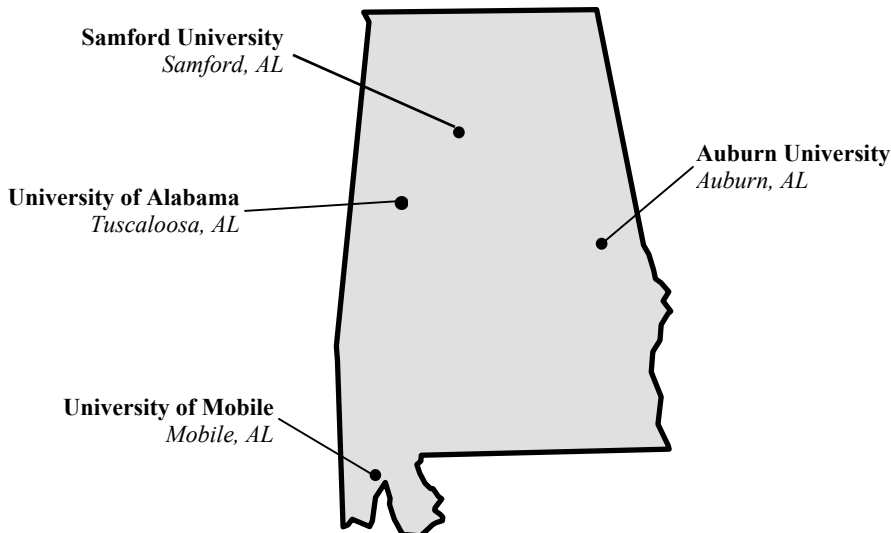 Samford University
Samford, AL
Auburn University
Auburn, AL
University of Alabama
Tuscaloosa, AL
University of Mobile
Mobile, AL